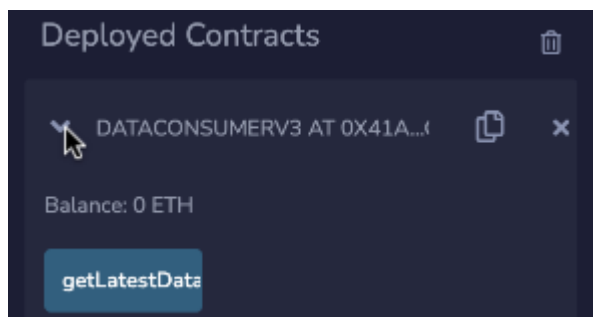 Deployed Contracts
DATACONSUMERV3 AT 0X41A...
Balance: 0 ETH
getLatestData